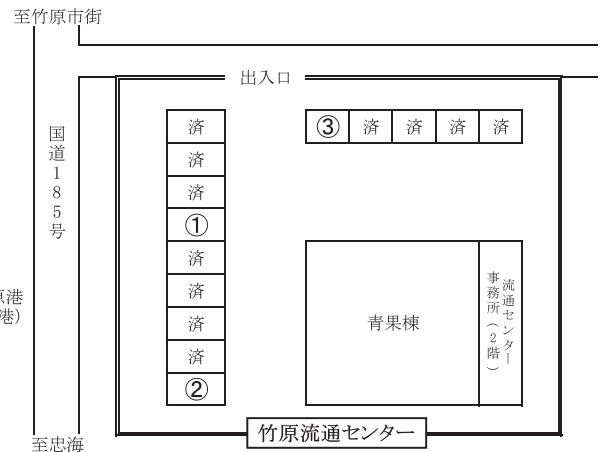 至竹原市街
出入口
国道185号
済
済
済
①
済
済
済
済
②
③
済
済
済
済
青果棟
流通センター
事務所(2階)
港)
至忠海
竹原流通センター